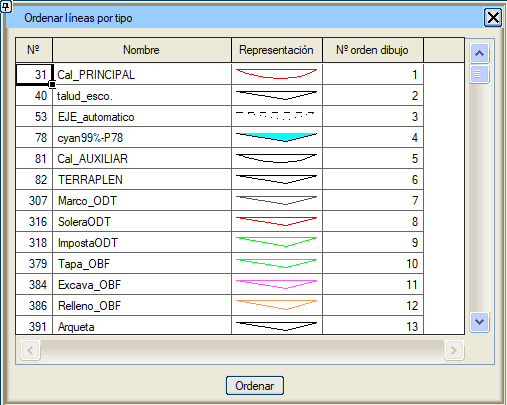 Ordenar líneas por tipo
Nº Nombre Representación Nº orden dibujo
31 Cal_PRINCIPAL 1
40 talud_esco. 2
53 EJE_automatico 3
78 cyan99%-P78 4
81 Cal_AUXILIAR 5
82 TERRAPLEN 6
307 Marco_ODT 7
316 SoleraODT 8
318 ImpostaODT 9
379 Tapa_OBF 10
384 Excava_OBF 11
386 Relleno_OBF 12
391 Arqueta 13
Ordenar